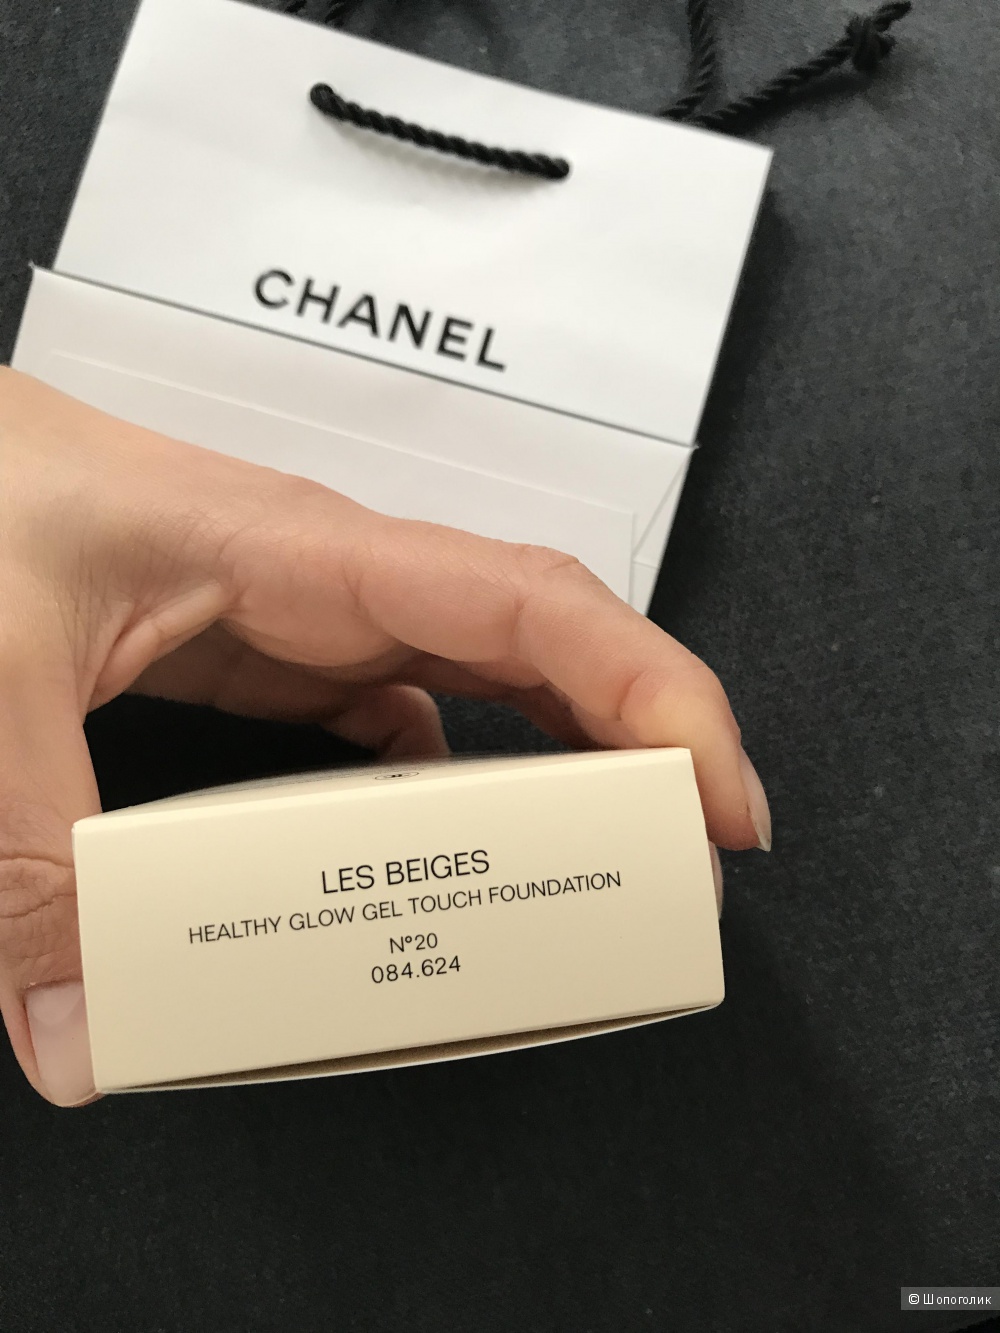 CHANEL
LES BEIGES
HEALTHY GLOW GEL TOUCH FOUNDATION
N°20
084.624
© Шопоголик